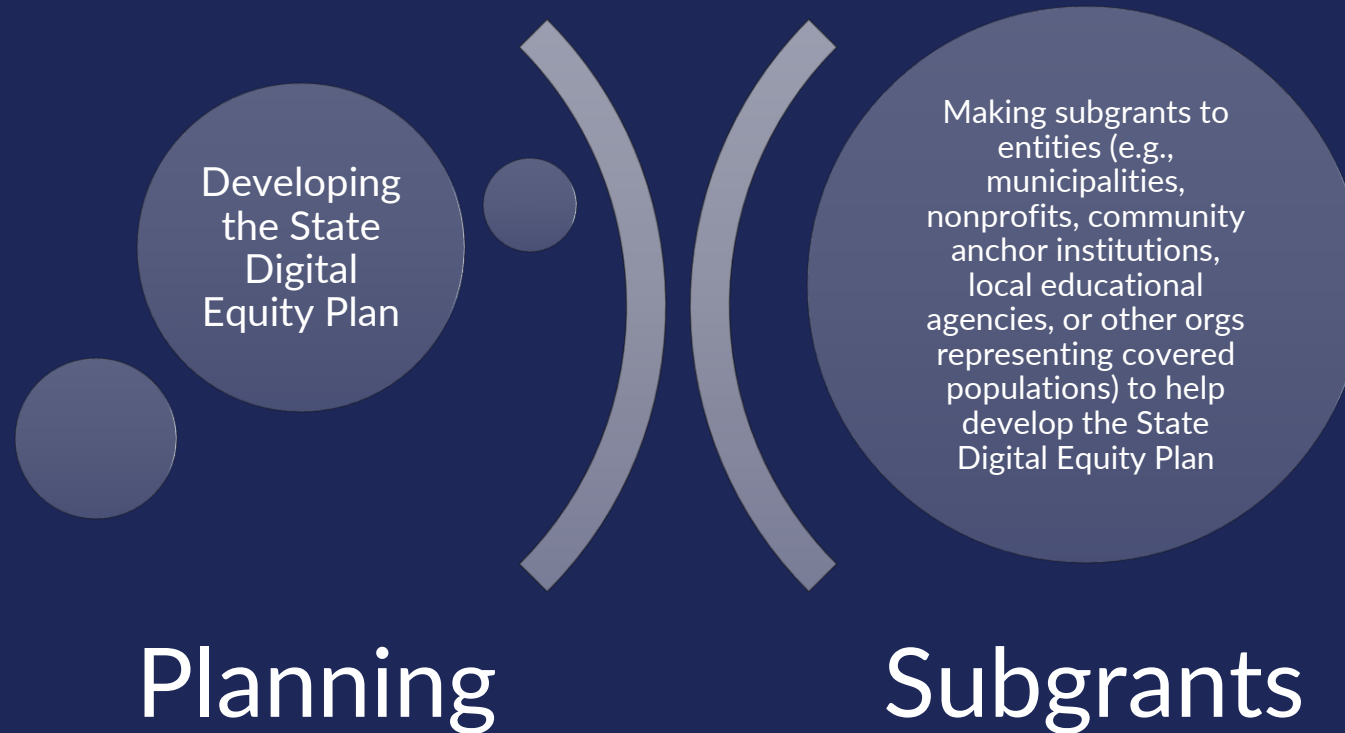 Developing
the State
Digital
Equity Plan
Making subgrants to
entities (e.g.,
municipalities,
nonprofits, community
anchor institutions,
local educational
agencies, or other orgs
representing covered
populations) to help
develop the State
Digital Equity Plan
Planning
Subgrants